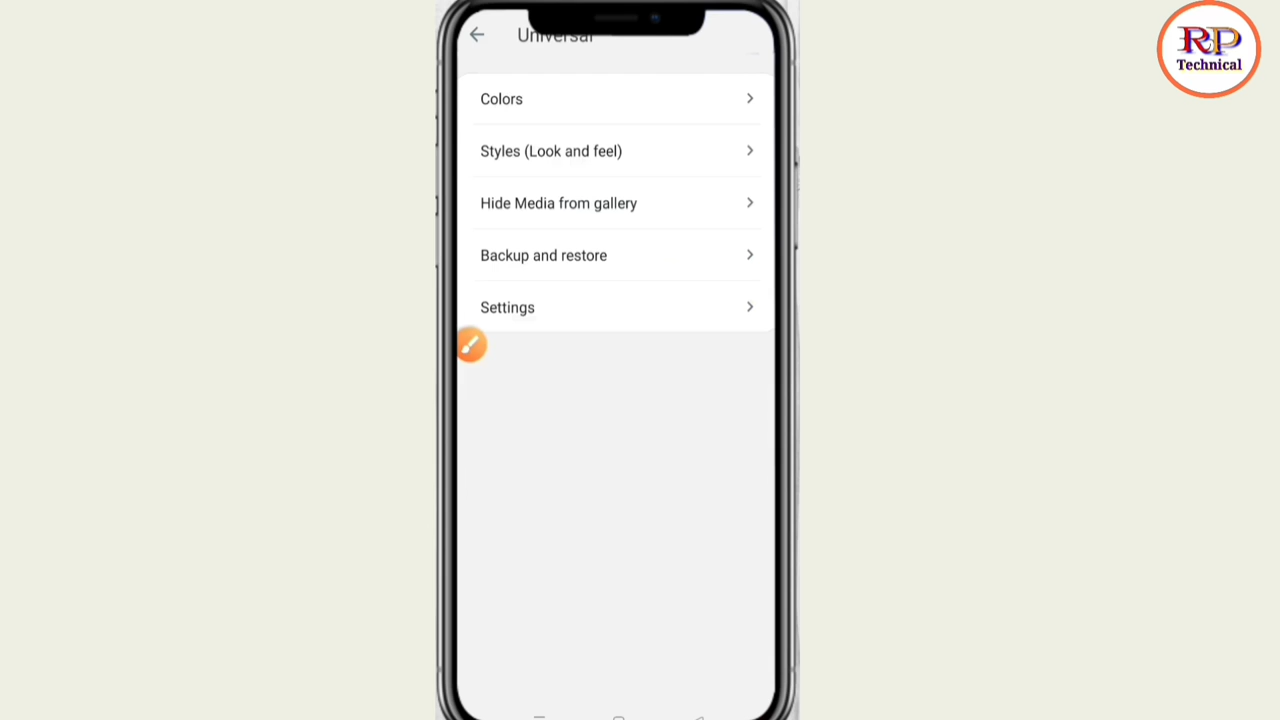 Universal
Colors
Styles (Look and feel)
Hide Media from gallery
Backup and restore
Settings
RP
Technical